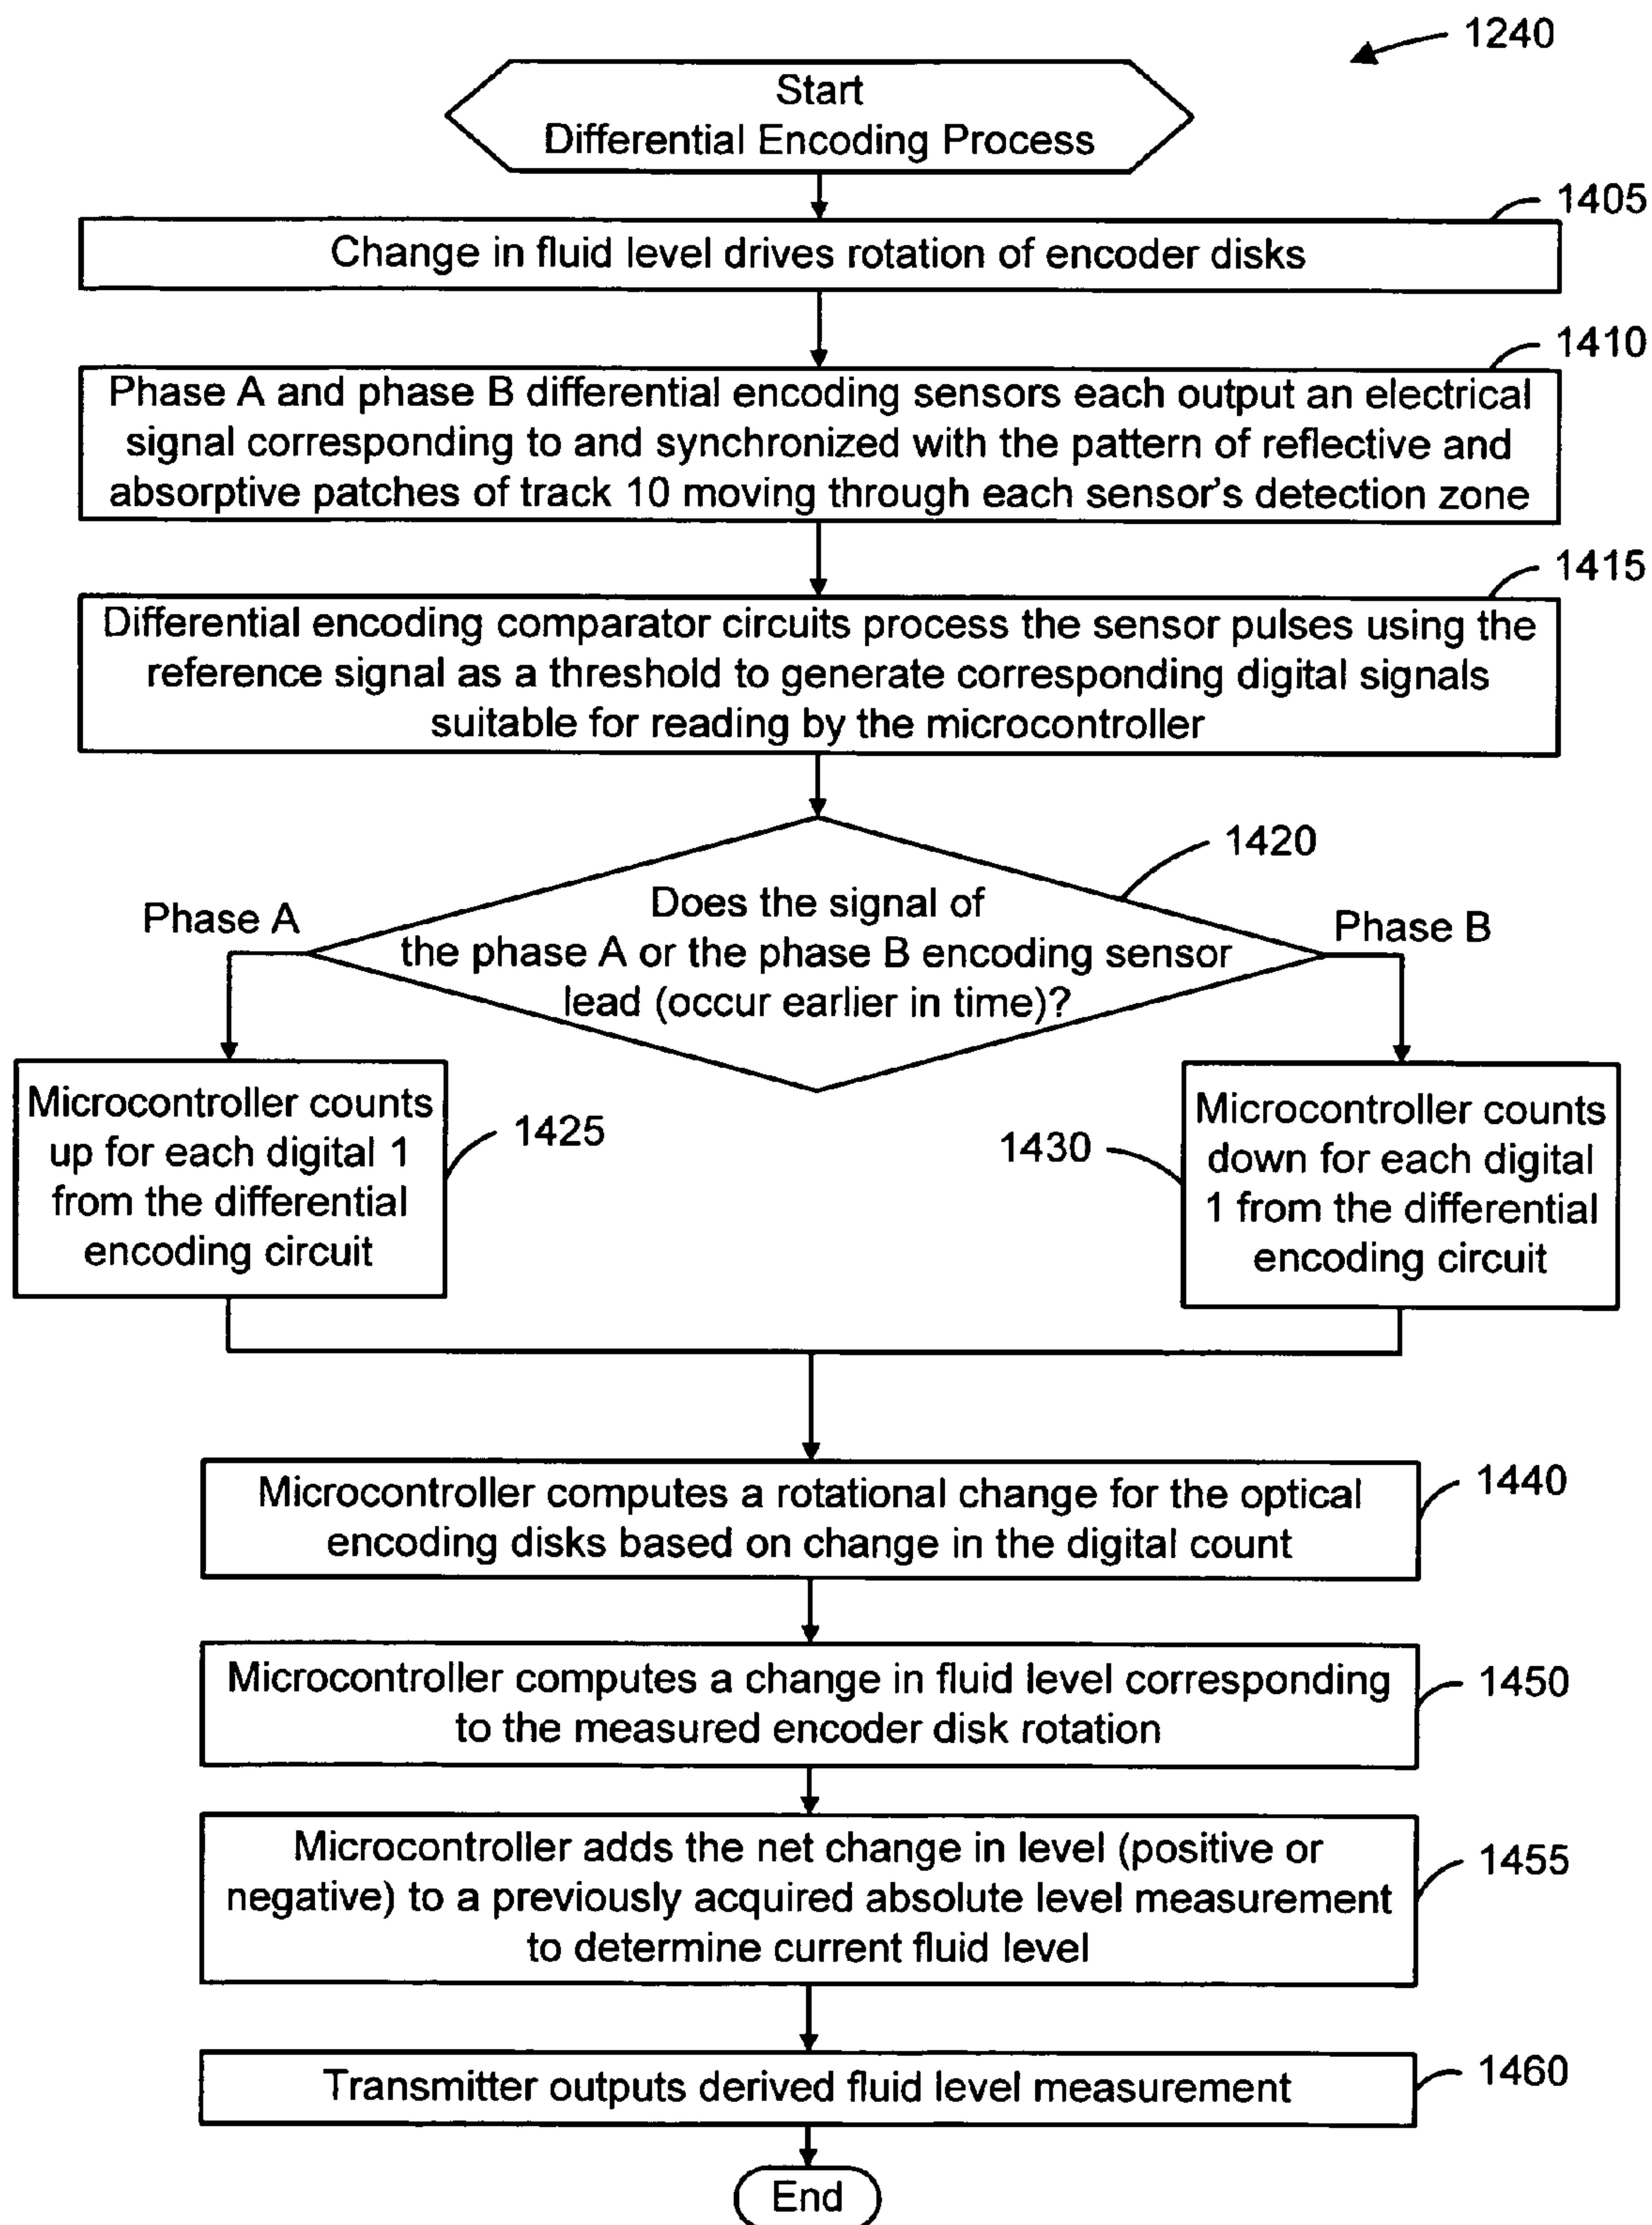 1240
Start
Differential Encoding Process
1405
Change in fluid level drives rotation of encoder disks
1410
Phase A and phase B differential encoding sensors each output an electrical
signal corresponding to and synchronized with the pattern of reflective and
absorptive patches of track 10 moving through each sensor's detection zone
1415
Differential encoding comparator circuits process the sensor pulses using the
reference signal as a threshold to generate corresponding digital signals
suitable for reading by the microcontroller
1420
Does the signal of
the phase A or the phase B encoding sensor
lead (occur earlier in time)?
Phase A
Phase B
Microcontroller counts
up for each digital 1
from the differential
encoding circuit
1425
1430
Microcontroller counts
down for each digital
1 from the differential
encoding circuit
1440
Microcontroller computes a rotational change for the optical
encoding disks based on change in the digital count
1450
Microcontroller computes a change in fluid level corresponding
to the measured encoder disk rotation
1455
Microcontroller adds the net change in level (positive or
negative) to a previously acquired absolute level measurement
to determine current fluid level
1460
Transmitter outputs derived fluid level measurement
End